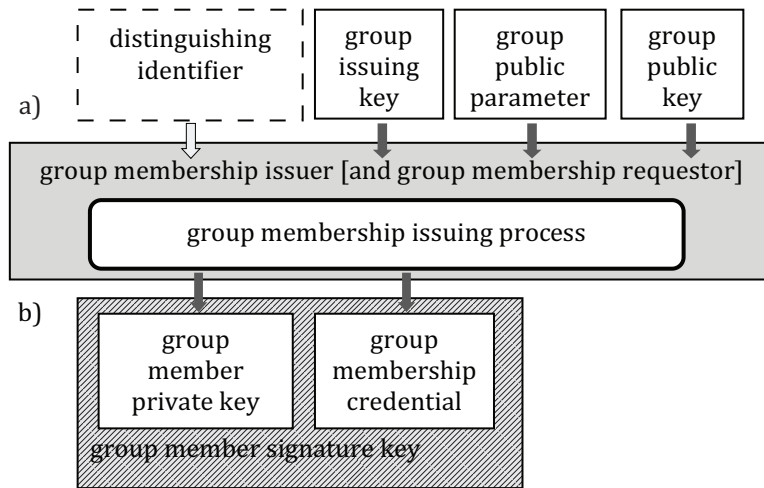 distinguishing
identifier
group
issuing
key
group
public
parameter
group
public
key
a)
group membership issuer [and group membership requestor]
group membership issuing process
b)
group
member
private key
group
membership
credential
group member signature key